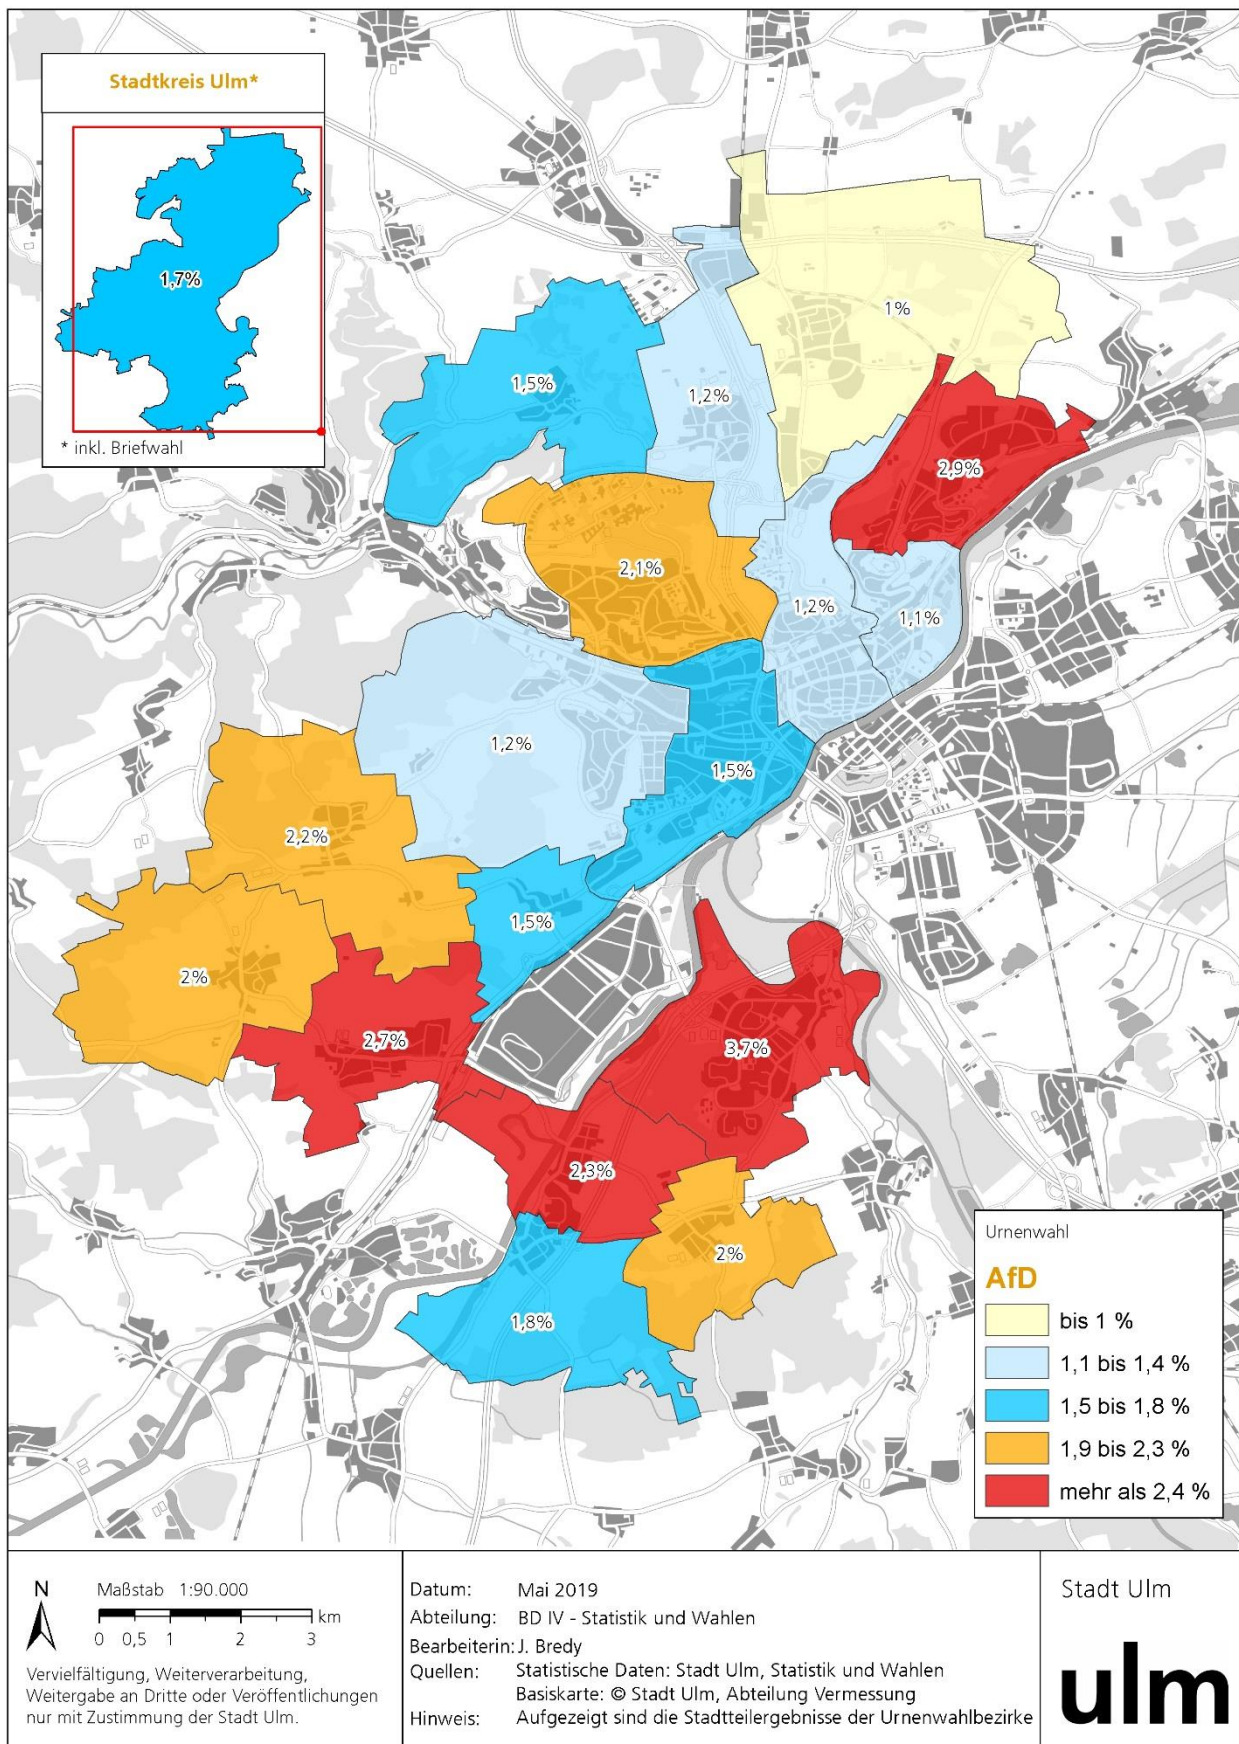 Stadtkreis Ulm*
1,7%
* inkl. Briefwahl
1%
1,5%
1,2%
2,9%
2,1%
1,2%
1,1%
1,2%
1,5%
2,2%
1,5%
2%
2,7%
3,7%
2,3%
2%
1,8%
Urnenwahl
AfD
bis 1 %
1,1 bis 1,4 %
1,5 bis 1,8 %
1,9 bis 2,3 %
mehr als 2,4 %
N
Maßstab 1:90.000
km
0 0,5 1 2 3
Vervielfältigung, Weiterverarbeitung,
Weitergabe an Dritte oder Veröffentlichungen
nur mit Zustimmung der Stadt Ulm.
Datum: Mai 2019
Abteilung: BD IV - Statistik und Wahlen
Bearbeiterin: J. Bredy
Quellen: Statistische Daten: Stadt Ulm, Statistik und Wahlen
Basiskarte: © Stadt Ulm, Abteilung Vermessung
Hinweis: Aufgezeigt sind die Stadtteilergebnisse der Urnenwahlbezirke
Stadt Ulm
ulm